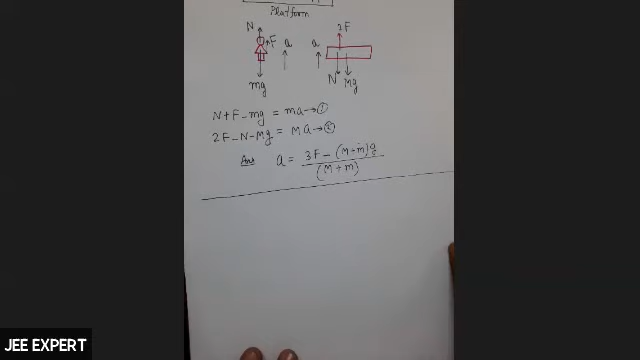 Platform
N
F
a
a
2F
mg
N
Mg
N+F-mg = ma→①
2F-N-Mg = Ma→②
Ans a = 3F-(M+m)g
(M+m)
JEE EXPERT